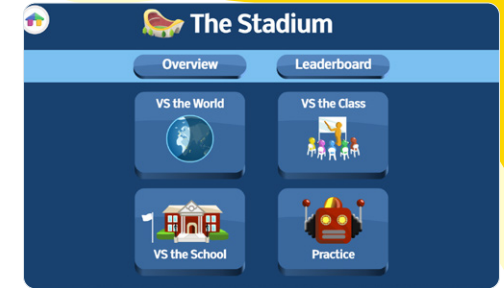 The Stadium
Overview
Leaderboard
VS the World
VS the Class
VS the School
Practice